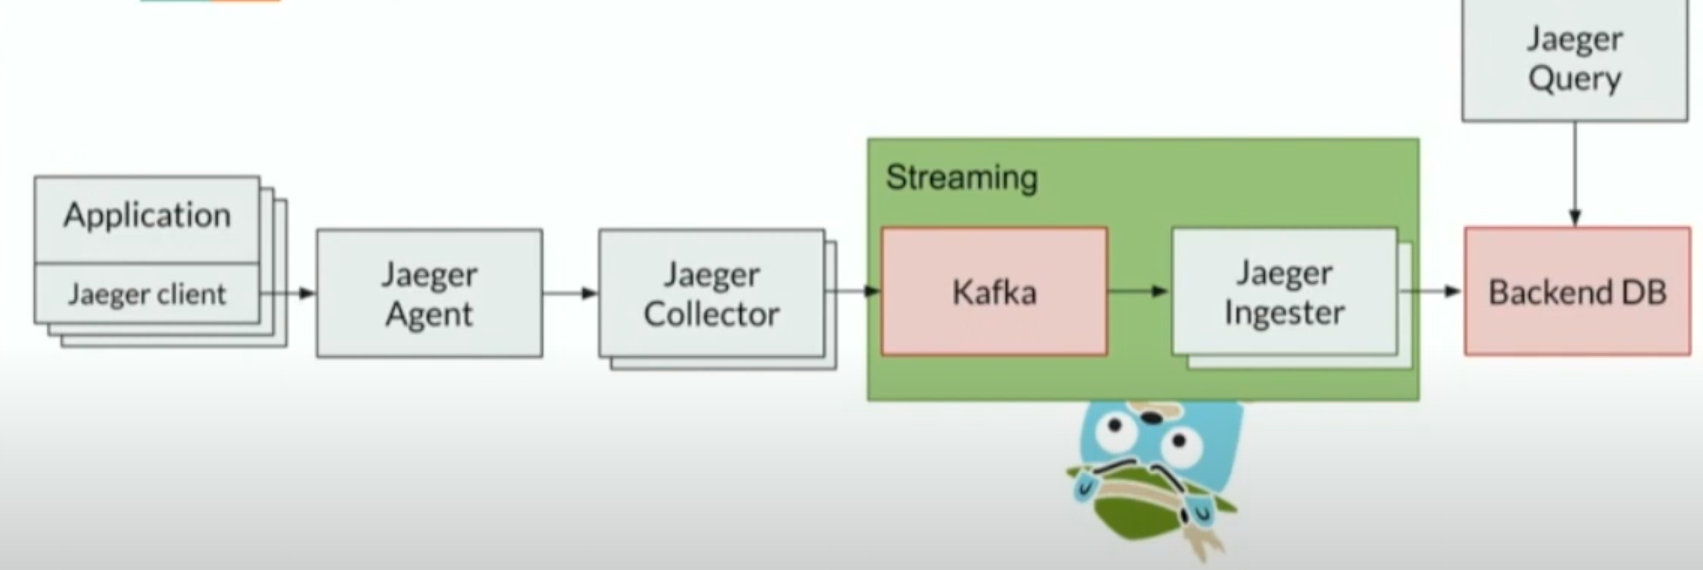 Jaeger
Query
Streaming
Application
Jaeger client
Jaeger
Agent
Jaeger
Collector
Kafka
Jaeger
Ingester
Backend DB